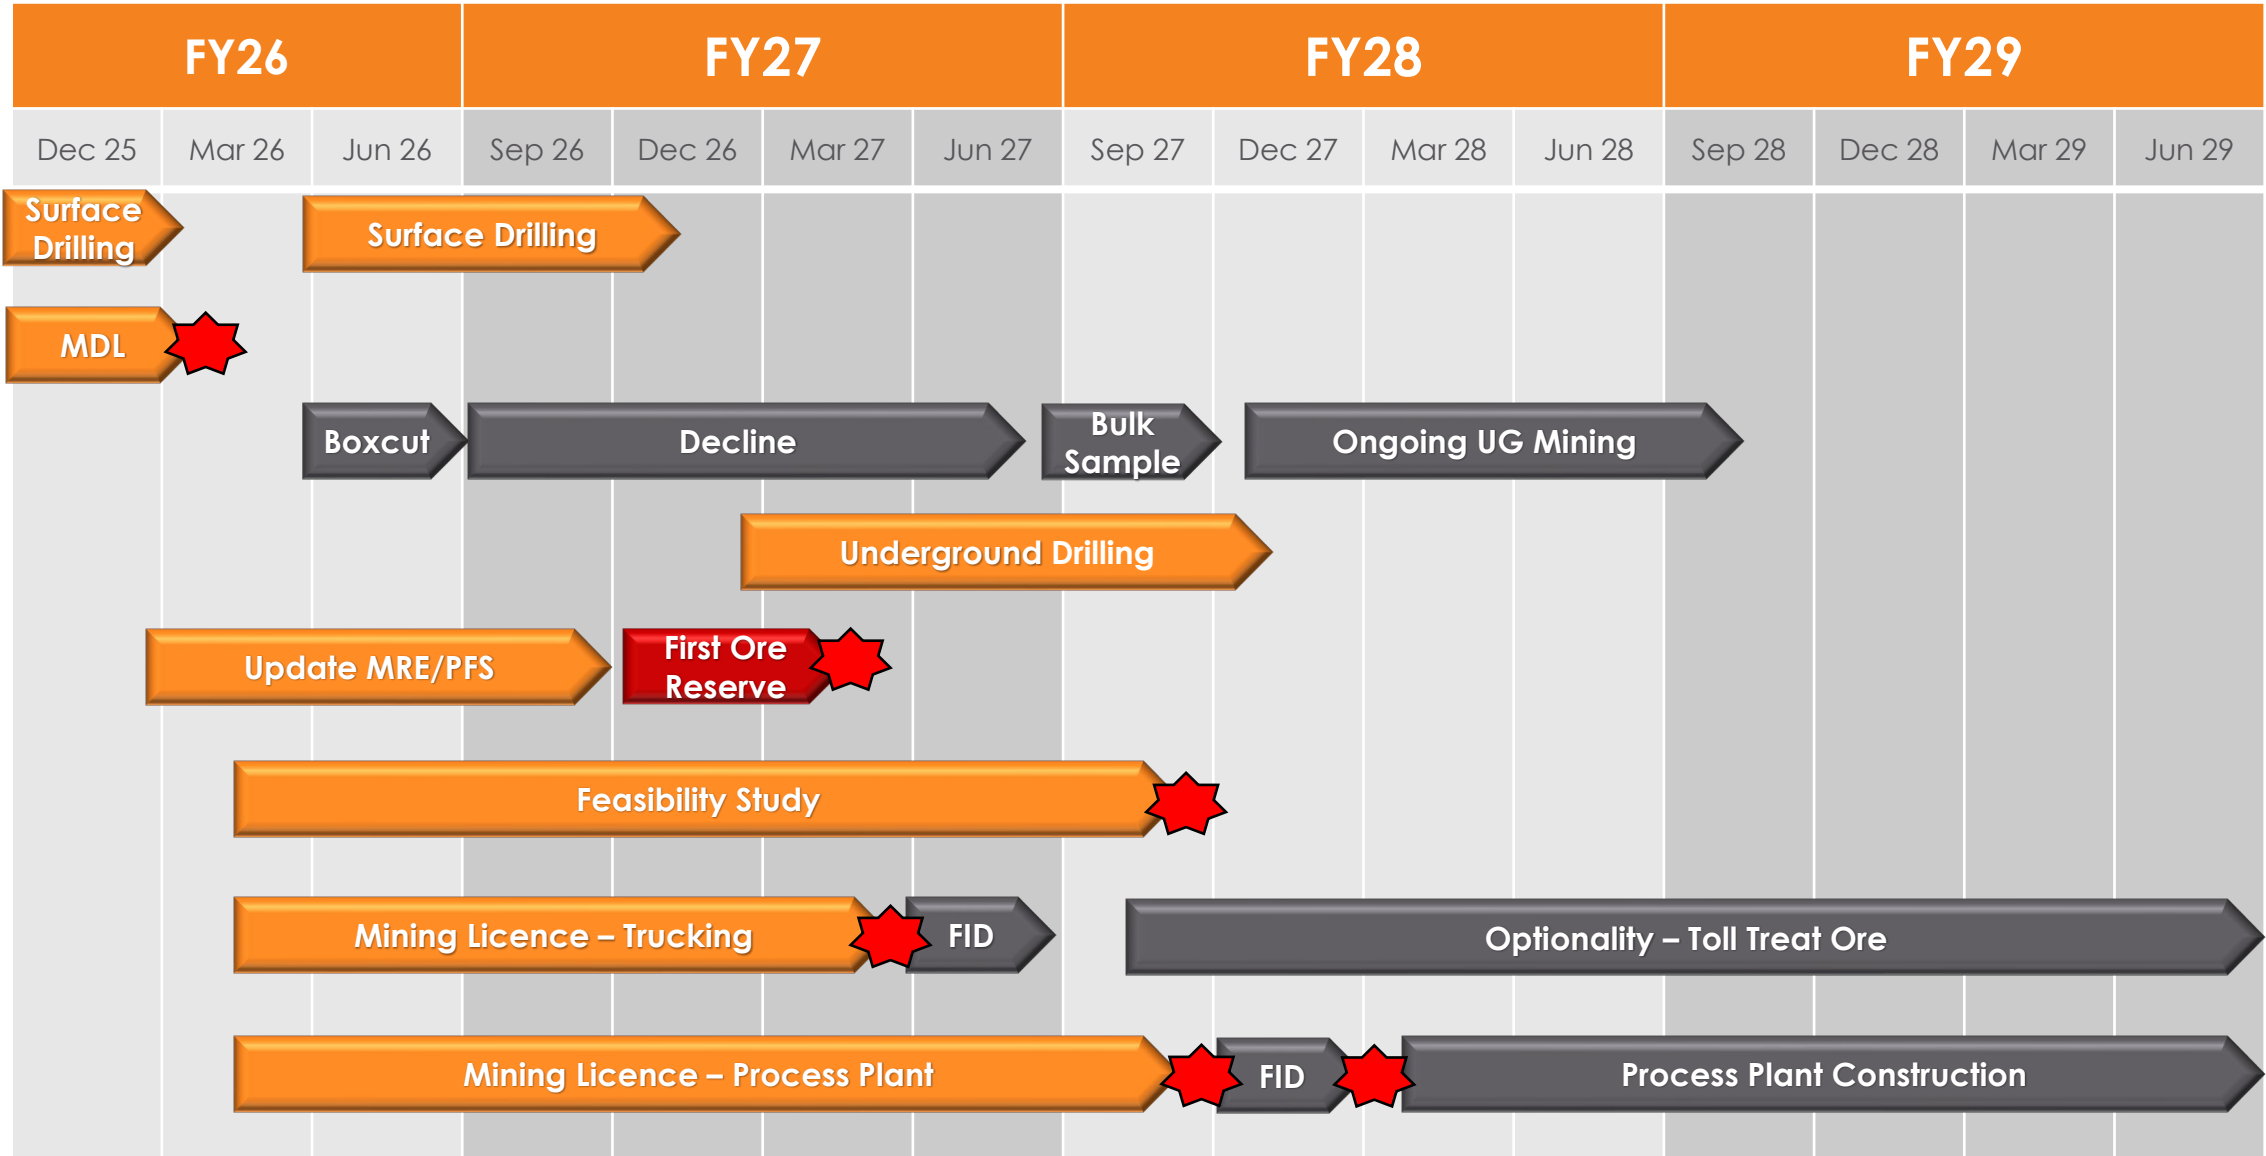 FY26 FY27 FY28 FY29
Dec 25 Mar 26 Jun 26 Sep 26 Dec 26 Mar 27 Jun 27 Sep 27 Dec 27 Mar 28 Jun 28 Sep 28 Dec 28 Mar 29 Jun 29
Surface
Drilling
Surface Drilling
MDL
Boxcut
Decline
Bulk
Sample
Ongoing UG Mining
Underground Drilling
Update MRE/PFS
First Ore
Reserve
Feasibility Study
Mining Licence – Trucking
FID
Optionality – Toll Treat Ore
Mining Licence – Process Plant
FID
Process Plant Construction